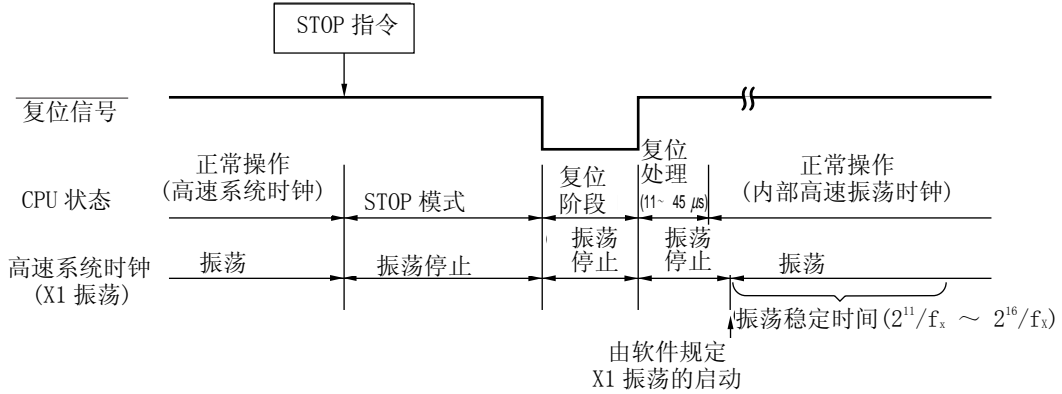 STOP 指令
复位信号
正常操作
(高速系统时钟)
复位
阶段
复位
处理
(11~ 45 μs)
正常操作
(内部高速振荡时钟)
CPU 状态
STOP 模式
高速系统时钟
(X1 振荡)
振荡
振荡停止
振荡
停止
振荡
停止
振荡
振荡稳定时间(2¹¹/fₓ ～ 2¹⁶/fₓ)
由软件规定
X1 振荡的启动